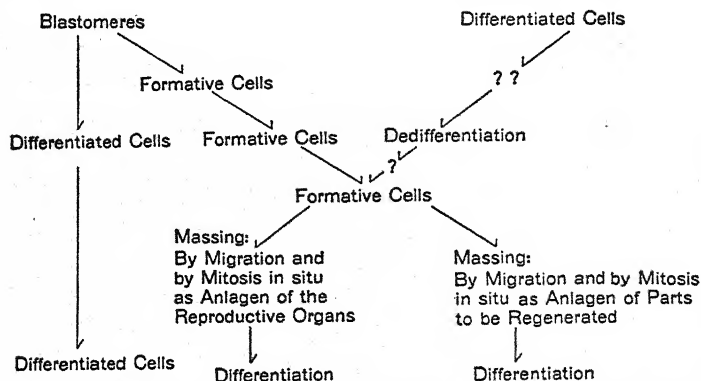 Blastomeres
Differentiated Cells
Formative Cells
? ?
Differentiated Cells
Formative Cells
Dedifferentiation
?
Formative Cells
Massing:
By Migration and
by Mitosis in situ
as Anlagen of the
Reproductive Organs
Massing:
By Migration and by Mitosis
in situ as Anlagen of Parts
to be Regenerated
Differentiated Cells
Differentiation
Differentiation